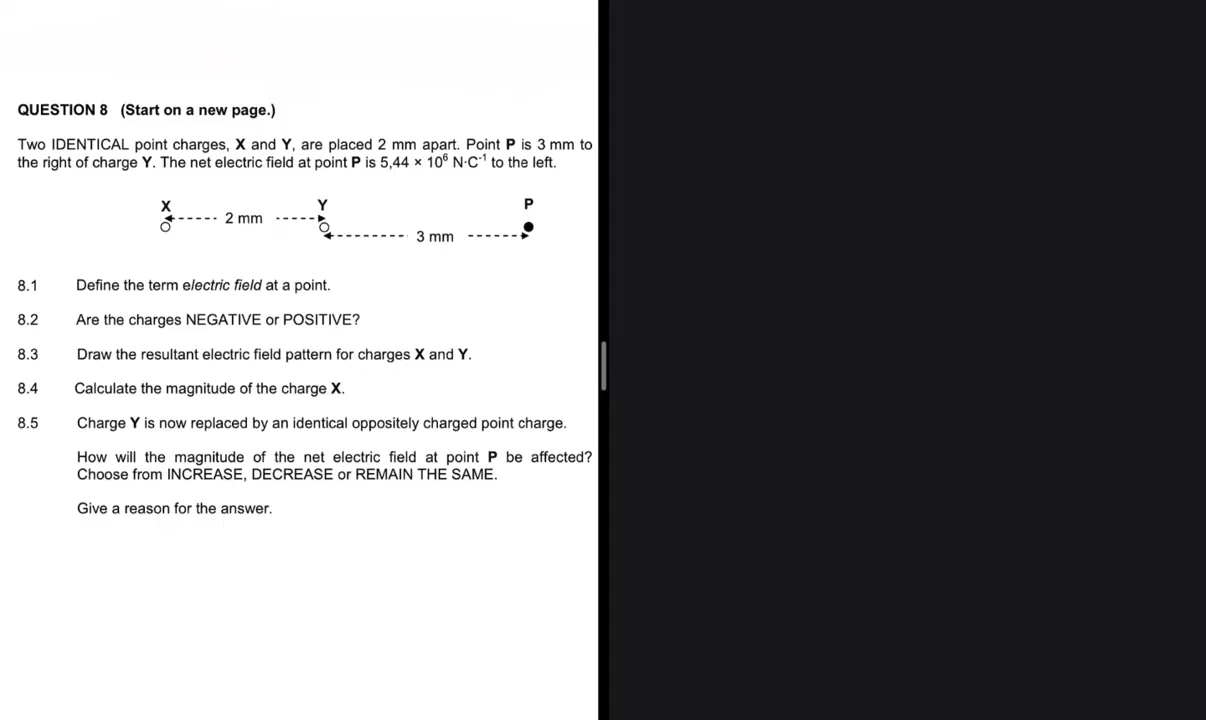 QUESTION 8 (Start on a new page.)
Two IDENTICAL point charges, X and Y, are placed 2 mm apart. Point P is 3 mm to
the right of charge Y. The net electric field at point P is 5,44 × 10⁶ N·C⁻¹ to the left.
X Y P
2 mm
3 mm
8.1 Define the term electric field at a point.
8.2 Are the charges NEGATIVE or POSITIVE?
8.3 Draw the resultant electric field pattern for charges X and Y.
8.4 Calculate the magnitude of the charge X.
8.5 Charge Y is now replaced by an identical oppositely charged point charge.
How will the magnitude of the net electric field at point P be affected?
Choose from INCREASE, DECREASE or REMAIN THE SAME.
Give a reason for the answer.